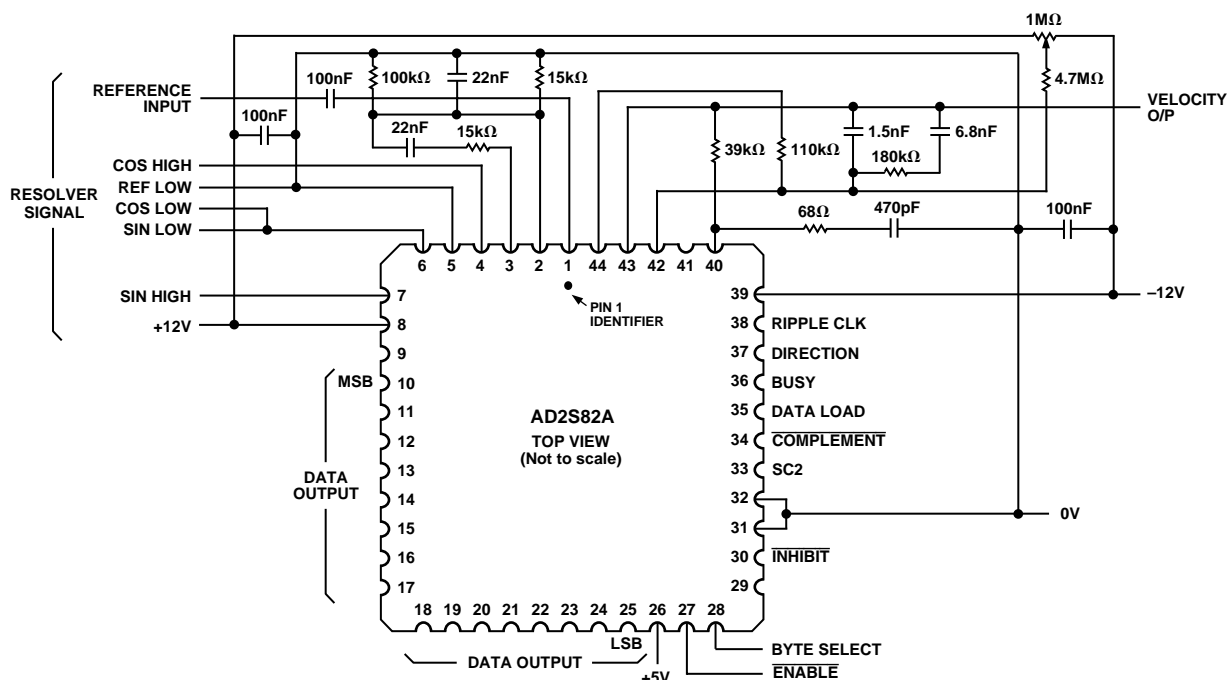 1MΩ
100nF
100kΩ
22nF
15kΩ
4.7MΩ
REFERENCE
INPUT
VELOCITY
O/P
100nF
22nF
15kΩ
39kΩ
110kΩ
1.5nF
6.8nF
180kΩ
RESOLVER
SIGNAL
COS HIGH
REF LOW
COS LOW
SIN LOW
68Ω
470pF
100nF
6 5 4 3 2 1 44 43 42 41 40
SIN HIGH
+12V
PIN 1
IDENTIFIER
–12V
7
8
9
MSB 10
11
12
13
14
15
16
17
DATA
OUTPUT
AD2S82A
TOP VIEW
(Not to scale)
39
38 RIPPLE CLK
37 DIRECTION
36 BUSY
35 DATA LOAD
34 COMPLEMENT
33 SC2
32
31
0V
30 INHIBIT
29
18 19 20 21 22 23 24 25 26 27 28
LSB
DATA OUTPUT
+5V
BYTE SELECT
ENABLE